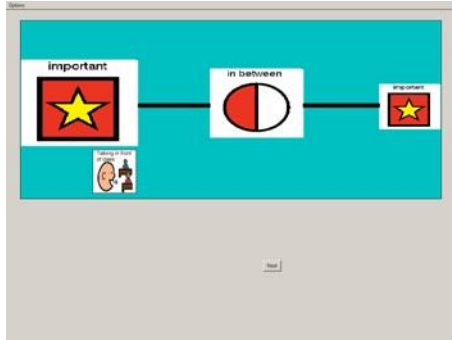 Options
important
in between
important
Talking in front
of class
Next